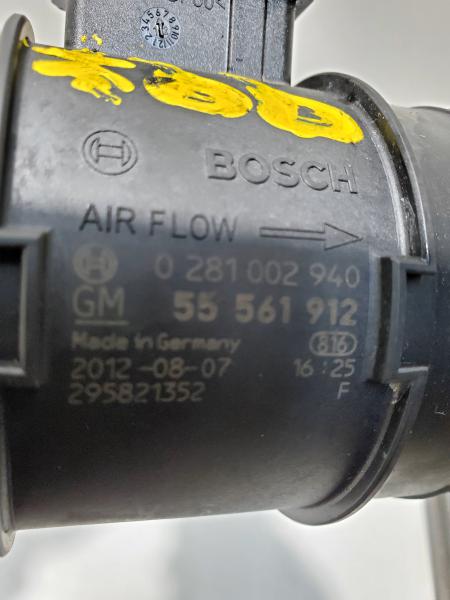 BOSCH
AIR FLOW
0 281 002 940
GM 55 561 912
Made in Germany 816
2012-08-07 16:25
295821352 F